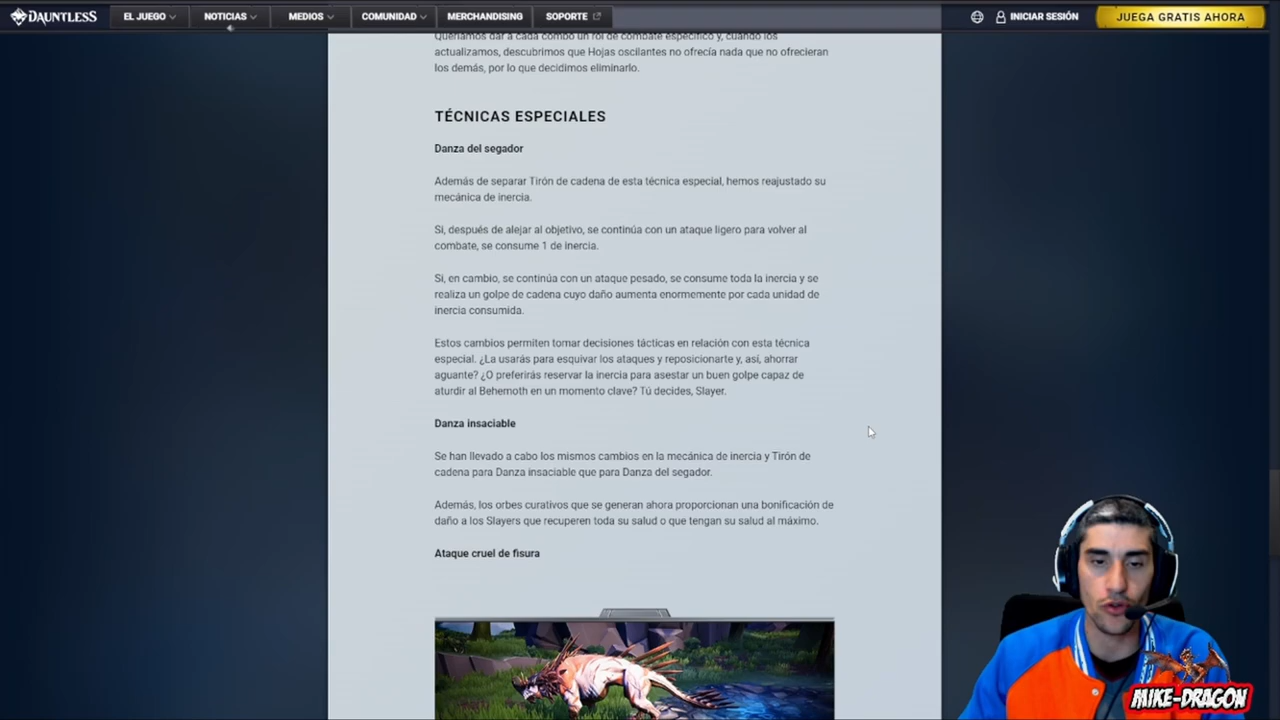 DAUNTLESS
EL JUEGO
NOTICIAS
MEDIOS
COMUNIDAD
MERCHANDISING
SOPORTE
INICIAR SESIÓN
JUEGA GRATIS AHORA
Queríamos dar a cada combo un rol de combate específico y, cuando los
actualizamos, descubrimos que Hojas oscilantes no ofrecía nada que no ofrecieran
los demás, por lo que decidimos eliminarlo.
TÉCNICAS ESPECIALES
Danza del segador
Además de separar Tirón de cadena de esta técnica especial, hemos reajustado su
mecánica de inercia.
Si, después de alejar al objetivo, se continúa con un ataque ligero para volver al
combate, se consume 1 de inercia.
Si, en cambio, se continúa con un ataque pesado, se consume toda la inercia y se
realiza un golpe de cadena cuyo daño aumenta enormemente por cada unidad de
inercia consumida.
Estos cambios permiten tomar decisiones tácticas en relación con esta técnica
especial. ¿La usarás para esquivar los ataques y reposicionarte y, así, ahorrar
aguante? ¿O preferirás reservar la inercia para asestar un buen golpe capaz de
aturdir al Behemoth en un momento clave? Tú decides, Slayer.
Danza insaciable
Se han llevado a cabo los mismos cambios en la mecánica de inercia y Tirón de
cadena para Danza insaciable que para Danza del segador.
Además, los orbes curativos que se generan ahora proporcionan una bonificación de
daño a los Slayers que recuperen toda su salud o que tengan su salud al máximo.
Ataque cruel de fisura
MIKE-DRAGON